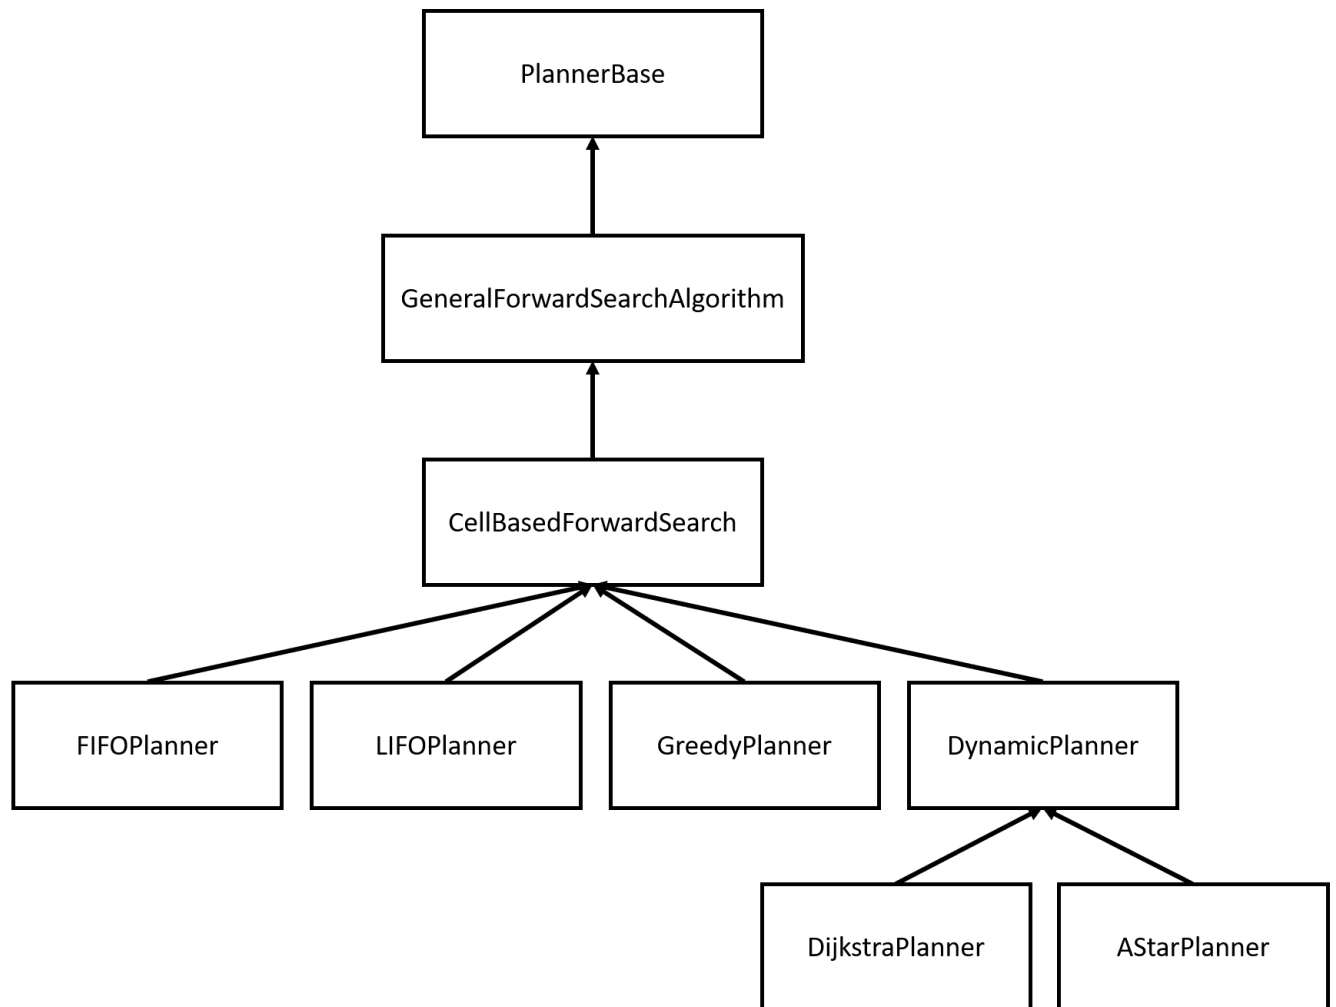 PlannerBase
GeneralForwardSearchAlgorithm
CellBasedForwardSearch
FIFOPlanner
LIFOPlanner
GreedyPlanner
DynamicPlanner
DijkstraPlanner
AStarPlanner